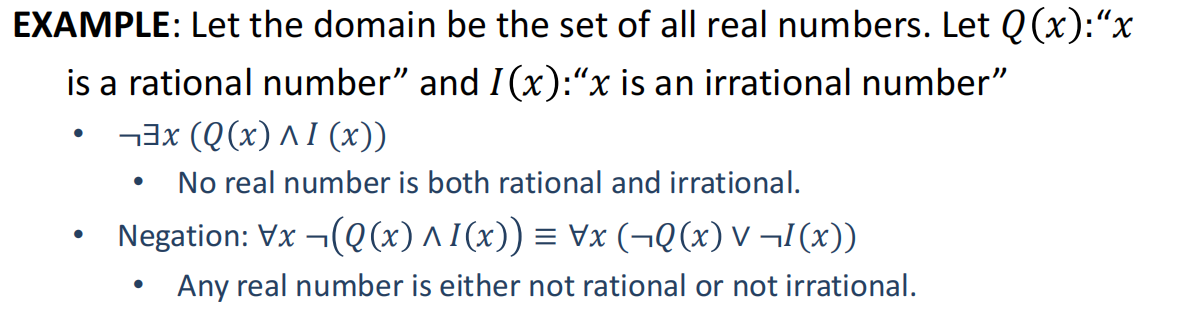 EXAMPLE: Let the domain be the set of all real numbers. Let Q(x):“x
is a rational number” and I(x):“x is an irrational number”
• ¬∃x (Q(x) ∧ I (x))
• No real number is both rational and irrational.
• Negation: ∀x ¬(Q(x) ∧ I(x)) ≡ ∀x (¬Q(x) ∨ ¬I(x))
• Any real number is either not rational or not irrational.